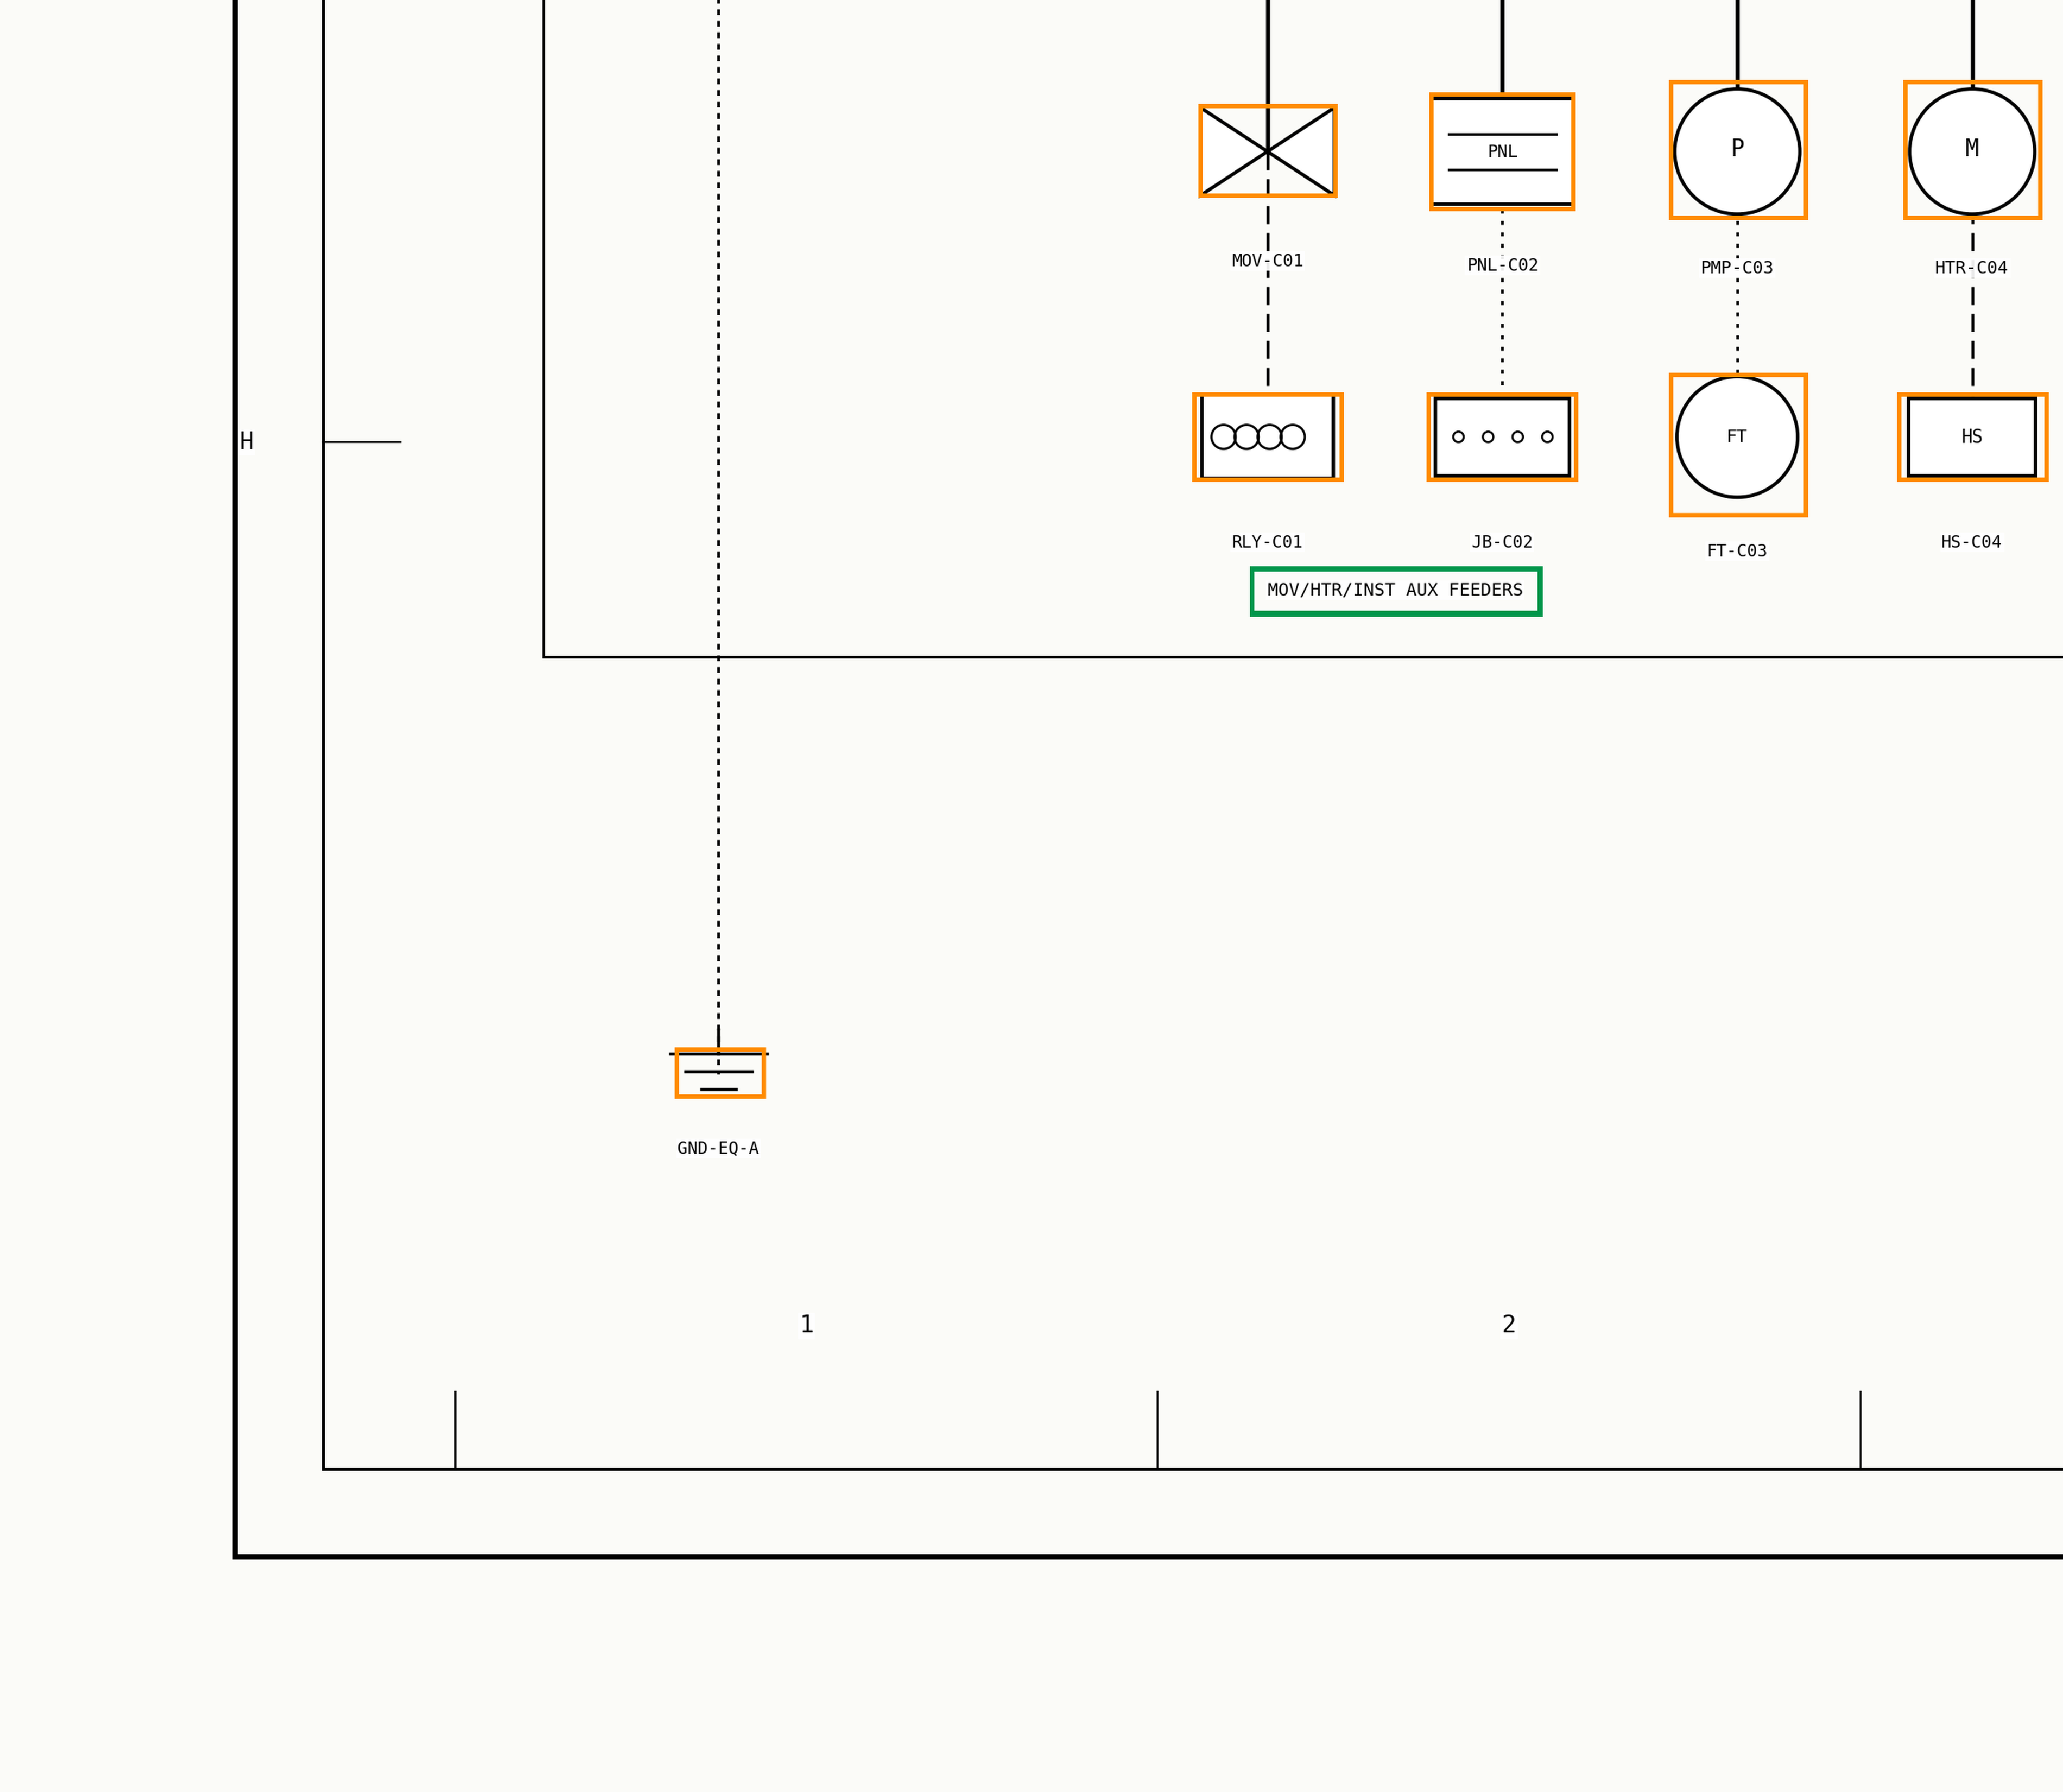 P
M
PNL
MOV-C01
PNL-C02
PMP-C03
HTR-C04
H
FT
HS
RLY-C01
JB-C02
FT-C03
HS-C04
MOV/HTR/INST AUX FEEDERS
GND-EQ-A
1
2